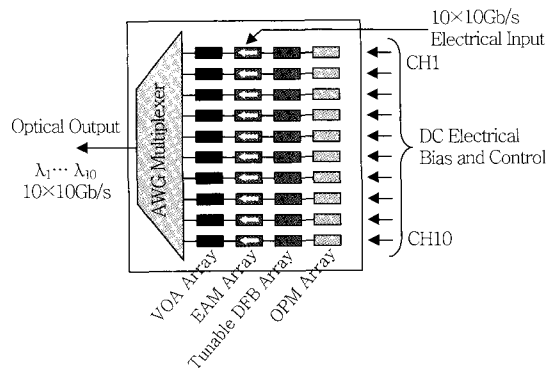 10×10Gb/s
Electrical Input
CH1
Optical Output
λ1⋯ λ10
10×10Gb/s
AWG Multiplexer
DC Electrical
Bias and Control
CH10
VOA Array
EAM Array
Tunable DFB Array
OPM Array